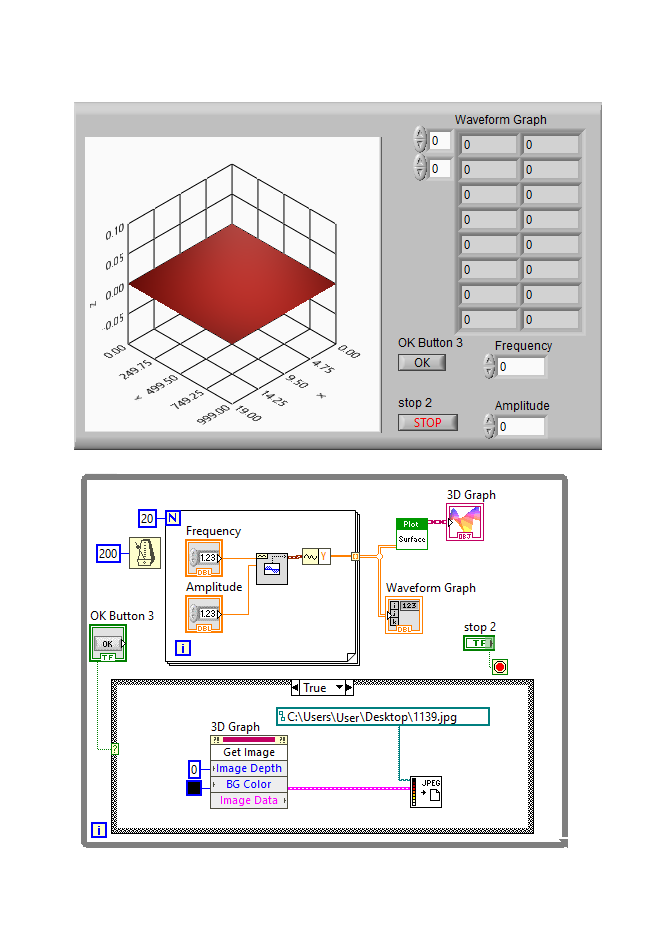 Waveform Graph
0
0 0
0
0 0
0 0
0 0
0 0
0 0
0 0
0 0
0.10
0.05
0.00
-0.05
z
0.00
249.75
499.50
749.25
999.00
Y
19.00
14.25
9.50
4.75
0.00
x
OK Button 3
OK
Frequency
0
stop 2
STOP
Amplitude
0
3D Graph
20 N
Frequency
1.23
DBL
Plot
Surface
OBJ
200
Y
Amplitude
1.23
DBL
Waveform Graph
i 123
j
k
DBL
OK Button 3
OK
TF
i
stop 2
TF
True
C:\Users\User\Desktop\1139.jpg
3D Graph
?! ?!
Get Image
?
0
Image Depth
BG Color
Image Data
JPEG
i